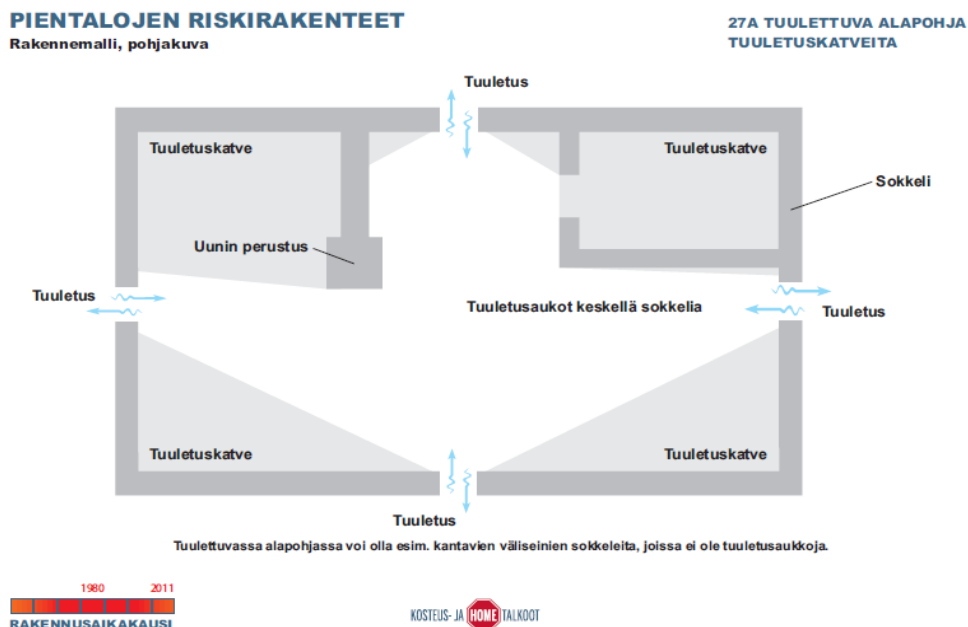 PIENTALOJEN RISKIRAKENTEET
Rakennemalli, pohjakuva
27A TUULETTUVA ALAPOHJA
TUULETUSKATVEITA
Tuuletus
Tuuletuskatve
Tuuletuskatve
Sokkeli
Uunin perustus
Tuuletus
Tuuletusaukot keskellä sokkelia
Tuuletus
Tuuletuskatve
Tuuletuskatve
Tuuletus
Tuulettuvassa alapohjassa voi olla esim. kantavien väliseinien sokkeleita, joissa ei ole tuuletusaukkoja.
1980 2011
RAKENNUSAIKAKAUSI
KOSTEUS- JA HOME TALKOOT